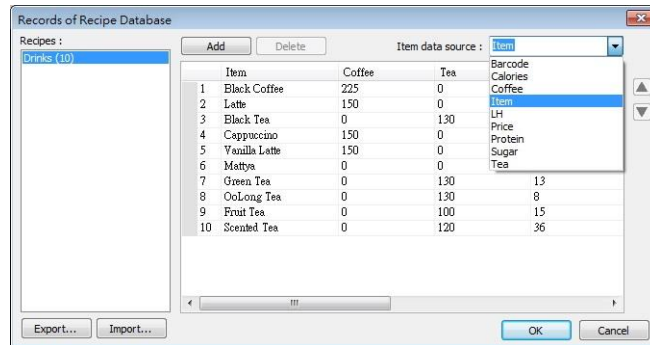 Records of Recipe Database
Recipes :
Drinks (10)
Add Delete Item data source : Item
Barcode
Calories
Coffee
Item
LH
Price
Protein
Sugar
Tea
Item Coffee Tea
1 Black Coffee 225 0
2 Latte 150 0
3 Black Tea 0 130
4 Cappuccino 150 0
5 Vanilla Latte 150 0
6 Mattya 0 0
7 Green Tea 0 130 13
8 OoLong Tea 0 130 8
9 Fruit Tea 0 100 15
10 Scented Tea 0 120 36
Export... Import... OK Cancel